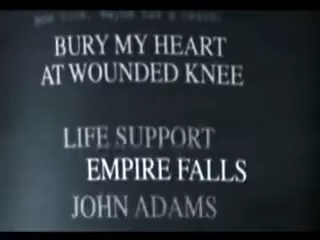 BURY MY HEART
AT WOUNDED KNEE
LIFE SUPPORT
EMPIRE FALLS
JOHN ADAMS